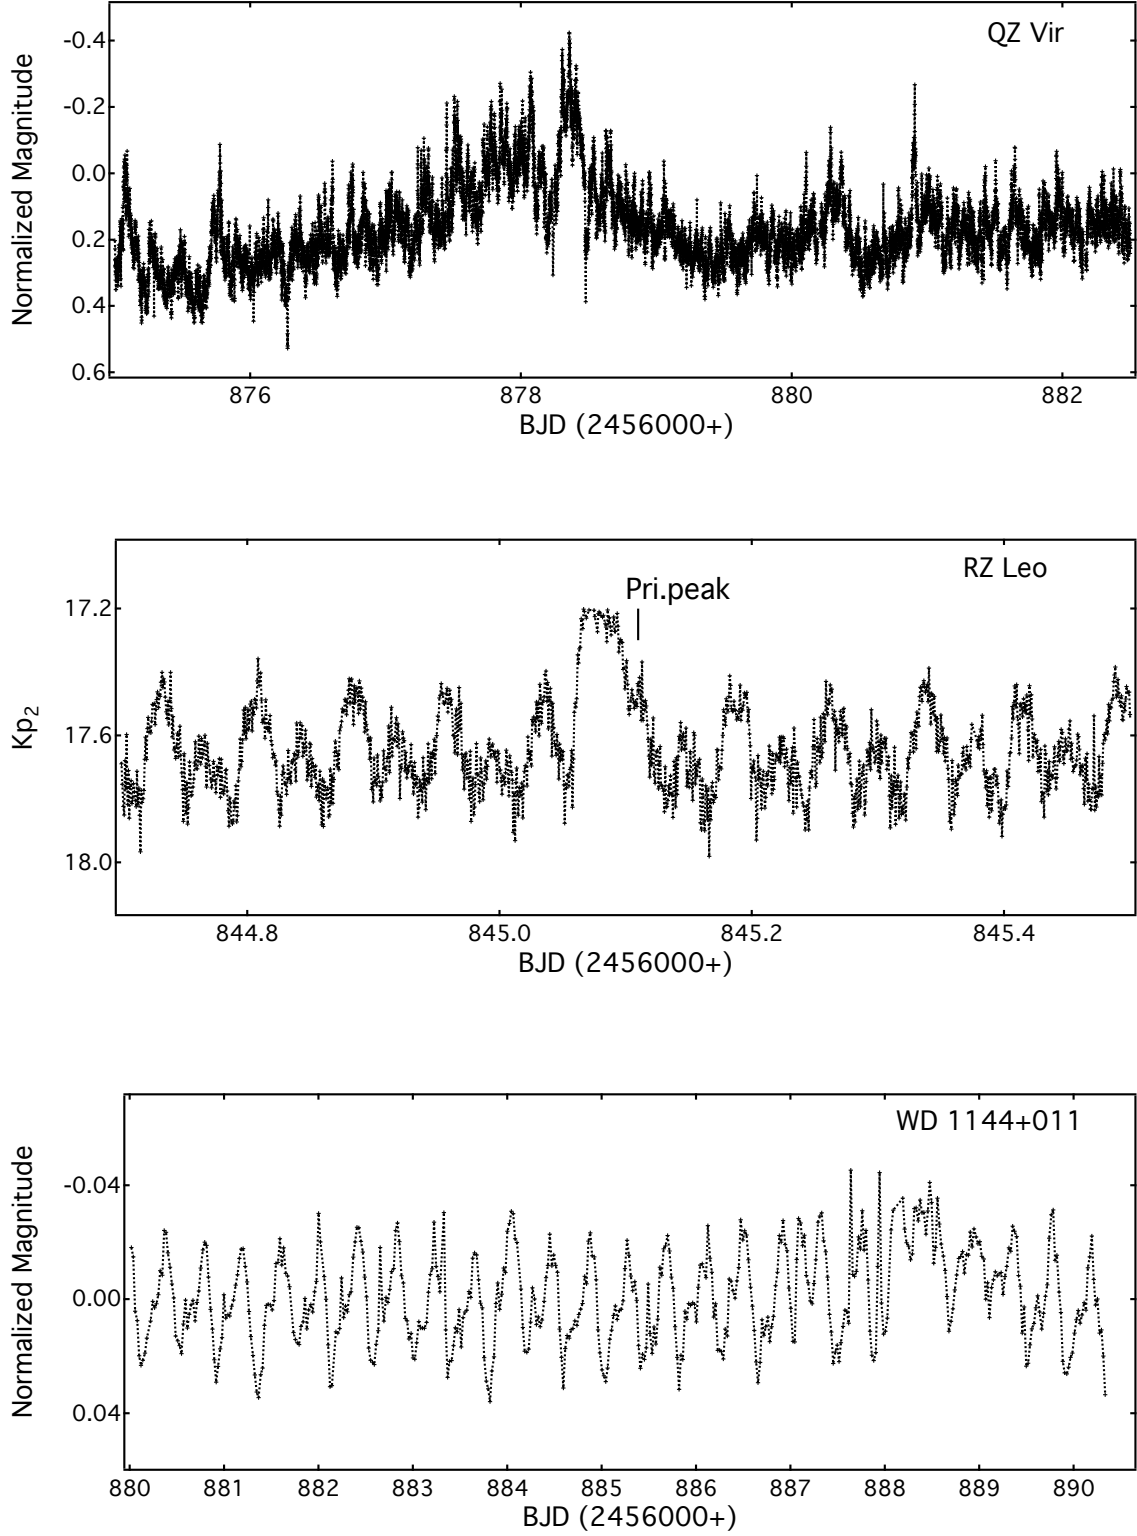 QZ Vir
Normalized Magnitude
-0.4
-0.2
0.0
0.2
0.4
0.6
876 878 880 882
BJD (2456000+)
RZ Leo
Pri.peak
Kp2
17.2
17.6
18.0
844.8 845.0 845.2 845.4
BJD (2456000+)
WD 1144+011
Normalized Magnitude
-0.04
0.00
0.04
880 881 882 883 884 885 886 887 888 889 890
BJD (2456000+)